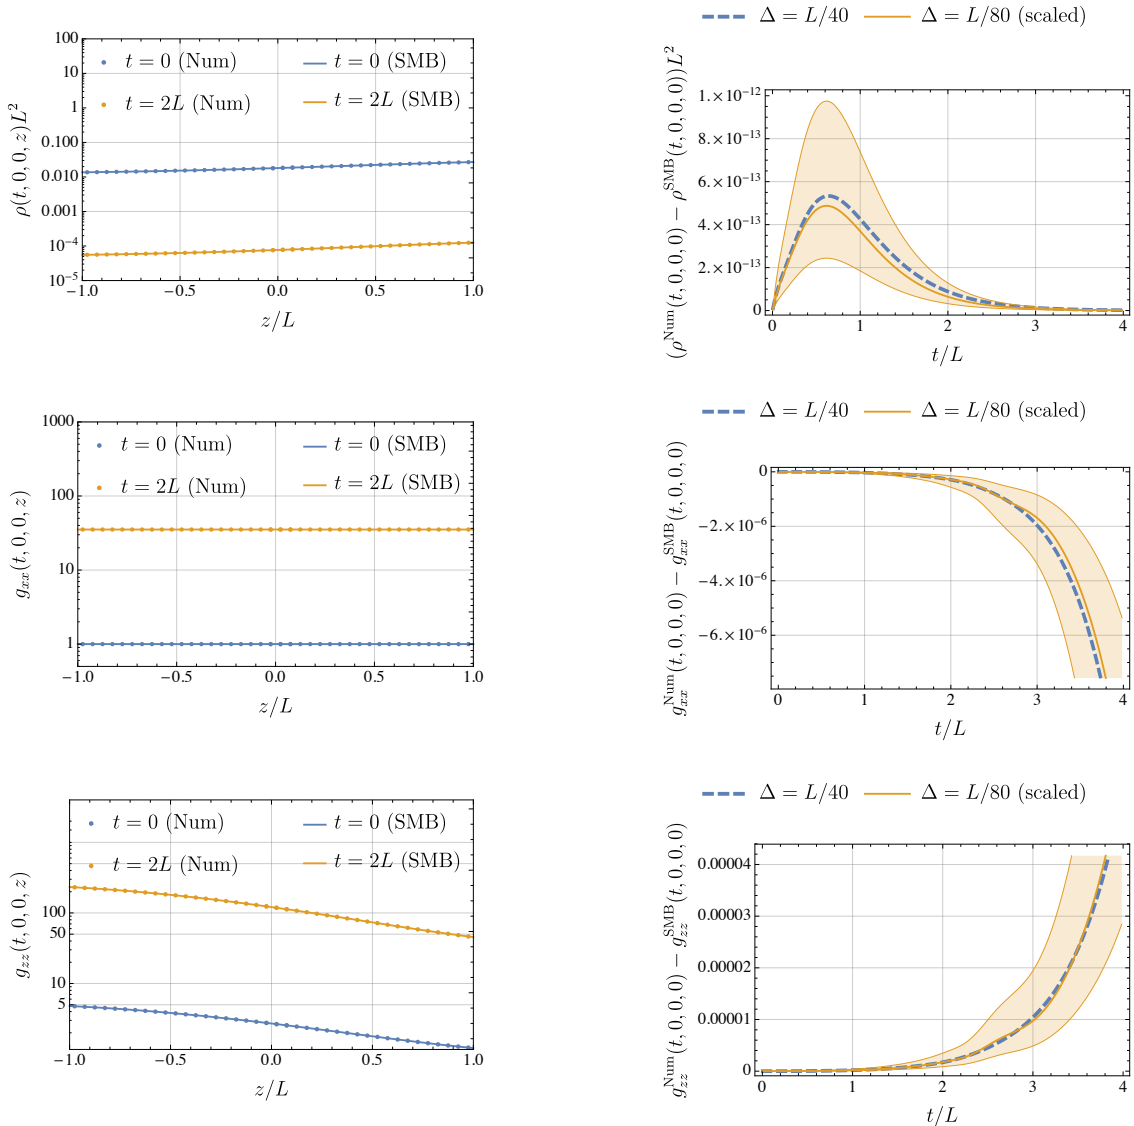 Δ = L/40  Δ = L/80 (scaled)
ρ(t, 0, 0, z)L²
100
10
1
0.100
0.010
0.001
10⁻⁴
10⁻⁵
t = 0 (Num)  t = 0 (SMB)
t = 2L (Num)  t = 2L (SMB)
−1.0 −0.5 0.0 0.5 1.0
z/L
(ρ^Num(t, 0, 0, 0) − ρ^SMB(t, 0, 0, 0))L²
1.×10⁻¹²
8.×10⁻¹³
6.×10⁻¹³
4.×10⁻¹³
2.×10⁻¹³
0
0 1 2 3 4
t/L
Δ = L/40  Δ = L/80 (scaled)
g_xx(t, 0, 0, z)
1000
100
10
1
t = 0 (Num)  t = 0 (SMB)
t = 2L (Num)  t = 2L (SMB)
−1.0 −0.5 0.0 0.5 1.0
z/L
g_xx^Num(t, 0, 0, 0) − g_xx^SMB(t, 0, 0, 0)
0
−2.×10⁻⁶
−4.×10⁻⁶
−6.×10⁻⁶
0 1 2 3 4
t/L
Δ = L/40  Δ = L/80 (scaled)
g_zz(t, 0, 0, z)
100
50
10
5
t = 0 (Num)  t = 0 (SMB)
t = 2L (Num)  t = 2L (SMB)
−1.0 −0.5 0.0 0.5 1.0
z/L
g_zz^Num(t, 0, 0, 0) − g_zz^SMB(t, 0, 0, 0)
0.00004
0.00003
0.00002
0.00001
0
0 1 2 3 4
t/L